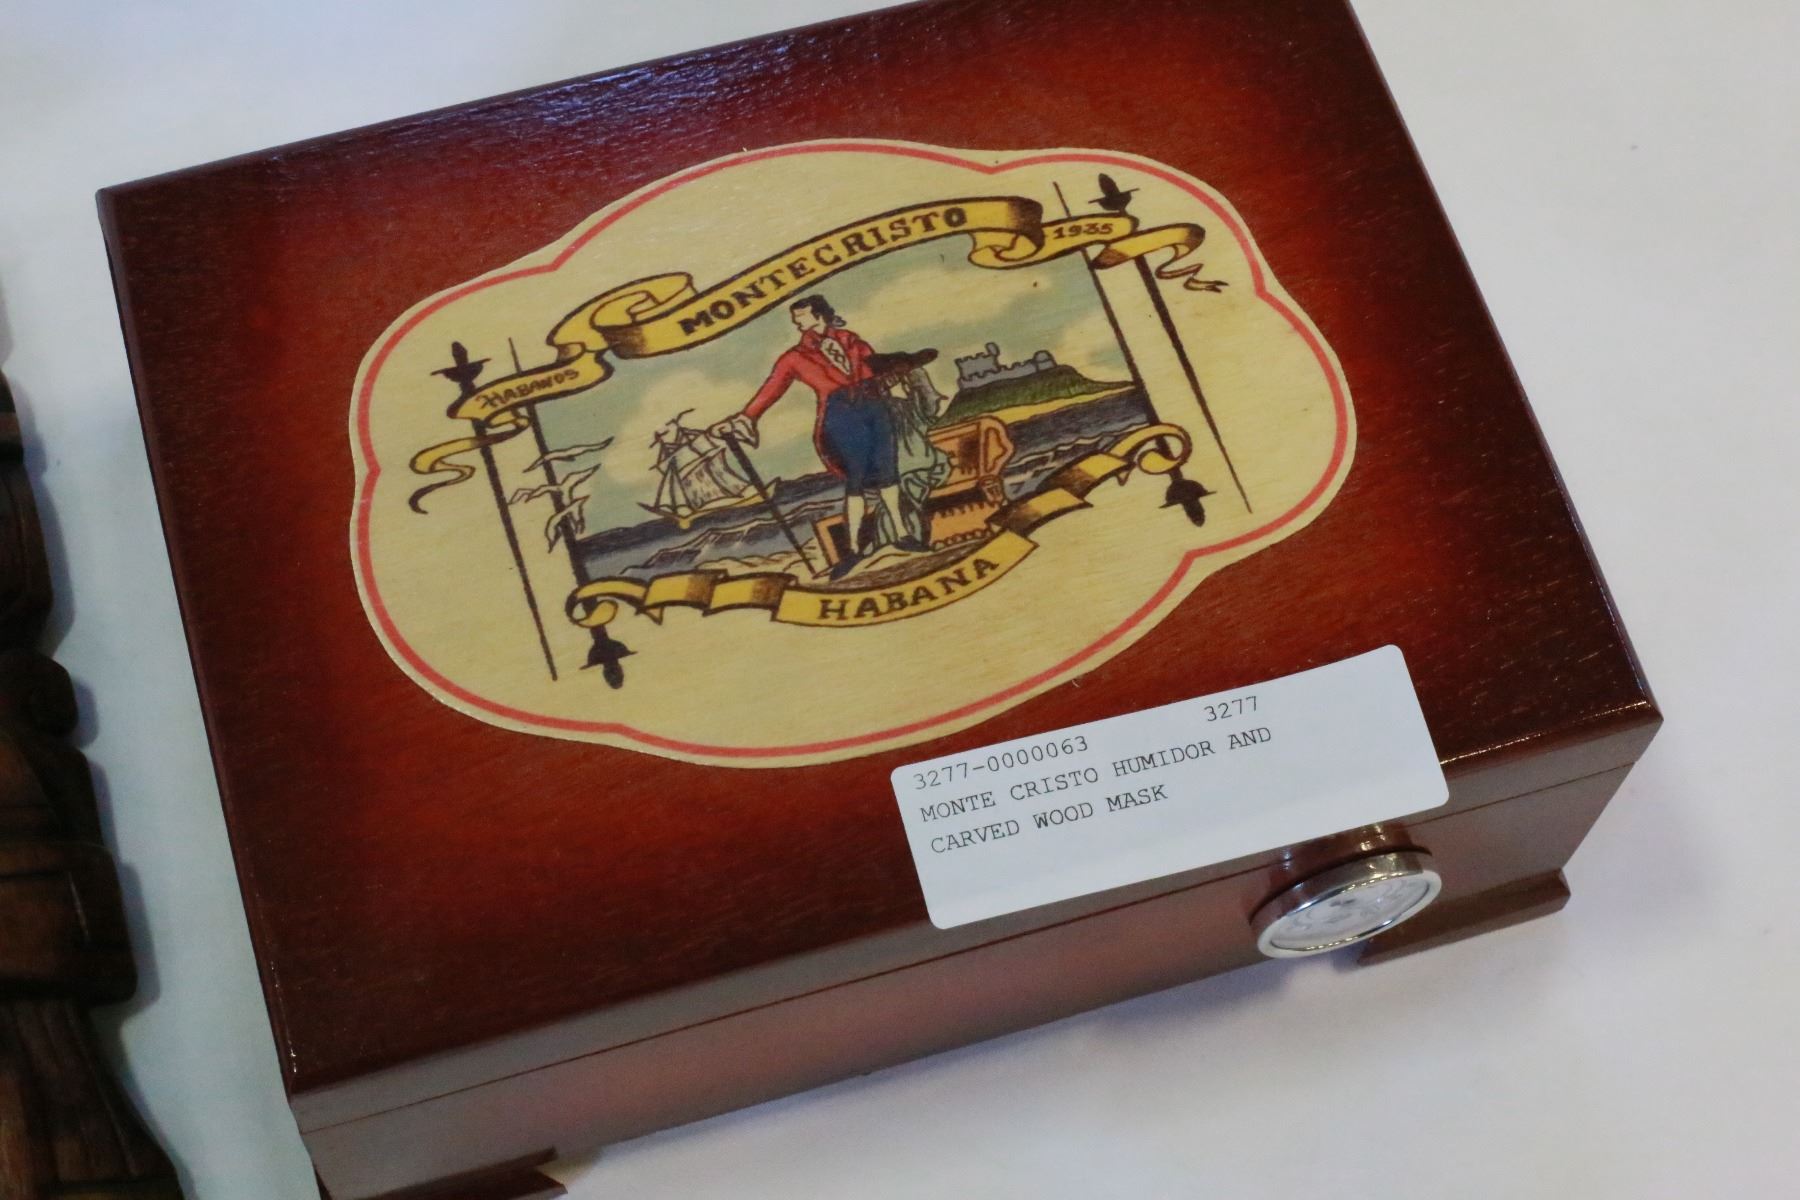 HABANOS
MONTECRISTO
1935
HABANA
3277-0000063 3277
MONTE CRISTO HUMIDOR AND
CARVED WOOD MASK